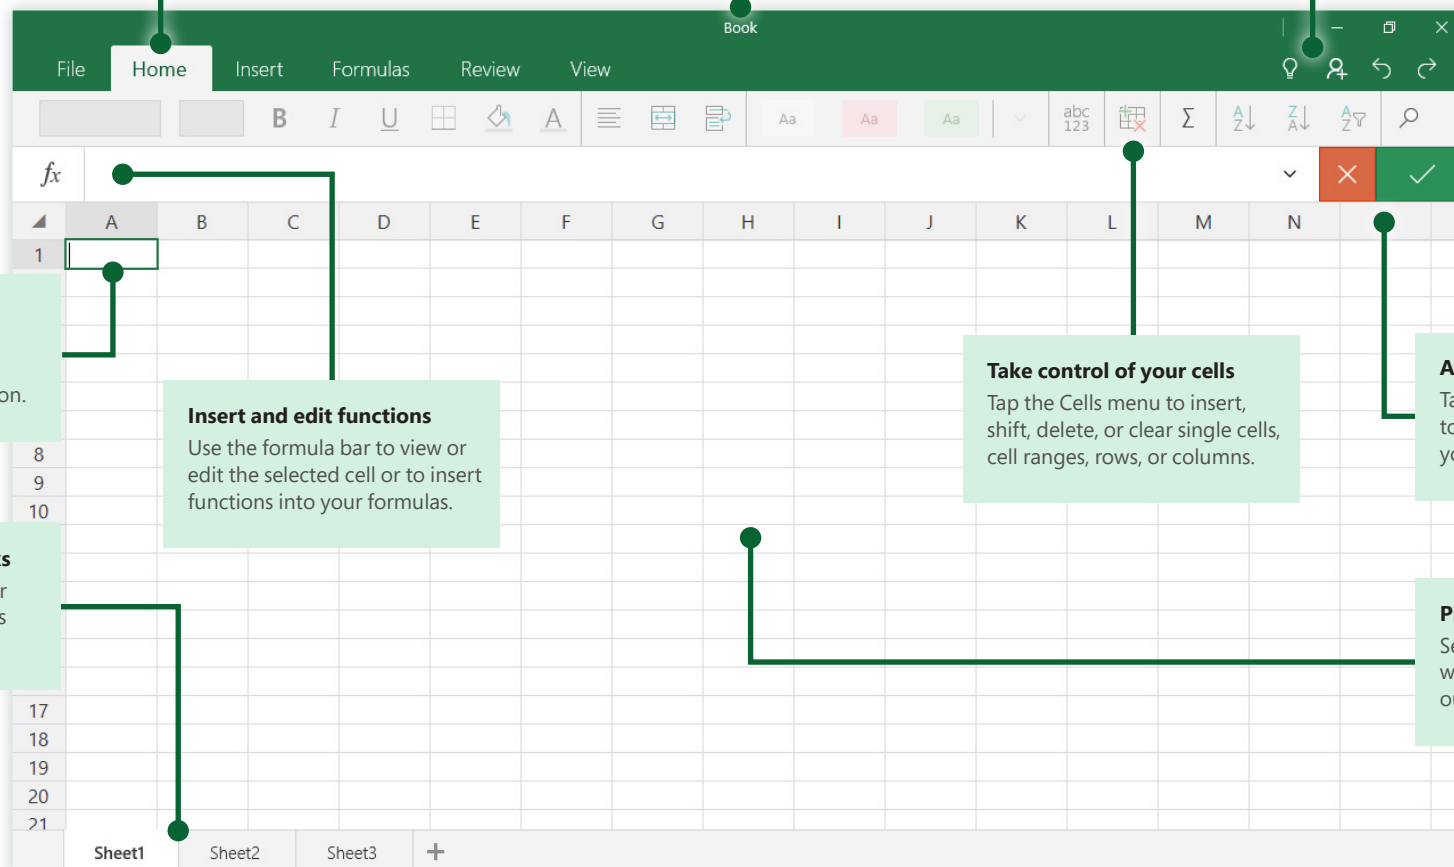 Book
File Home Insert Formulas Review View
B I U A Aa Aa Aa abc 123 Σ A Z Z A A Z
fx
A B C D E F G H I J K L M N
1
on.
8
9
10
Insert and edit functions
Use the formula bar to view or
edit the selected cell or to insert
functions into your formulas.
Take control of your cells
Tap the Cells menu to insert,
shift, delete, or clear single cells,
cell ranges, rows, or columns.
17
18
19
20
21
Sheet1 Sheet2 Sheet3 +